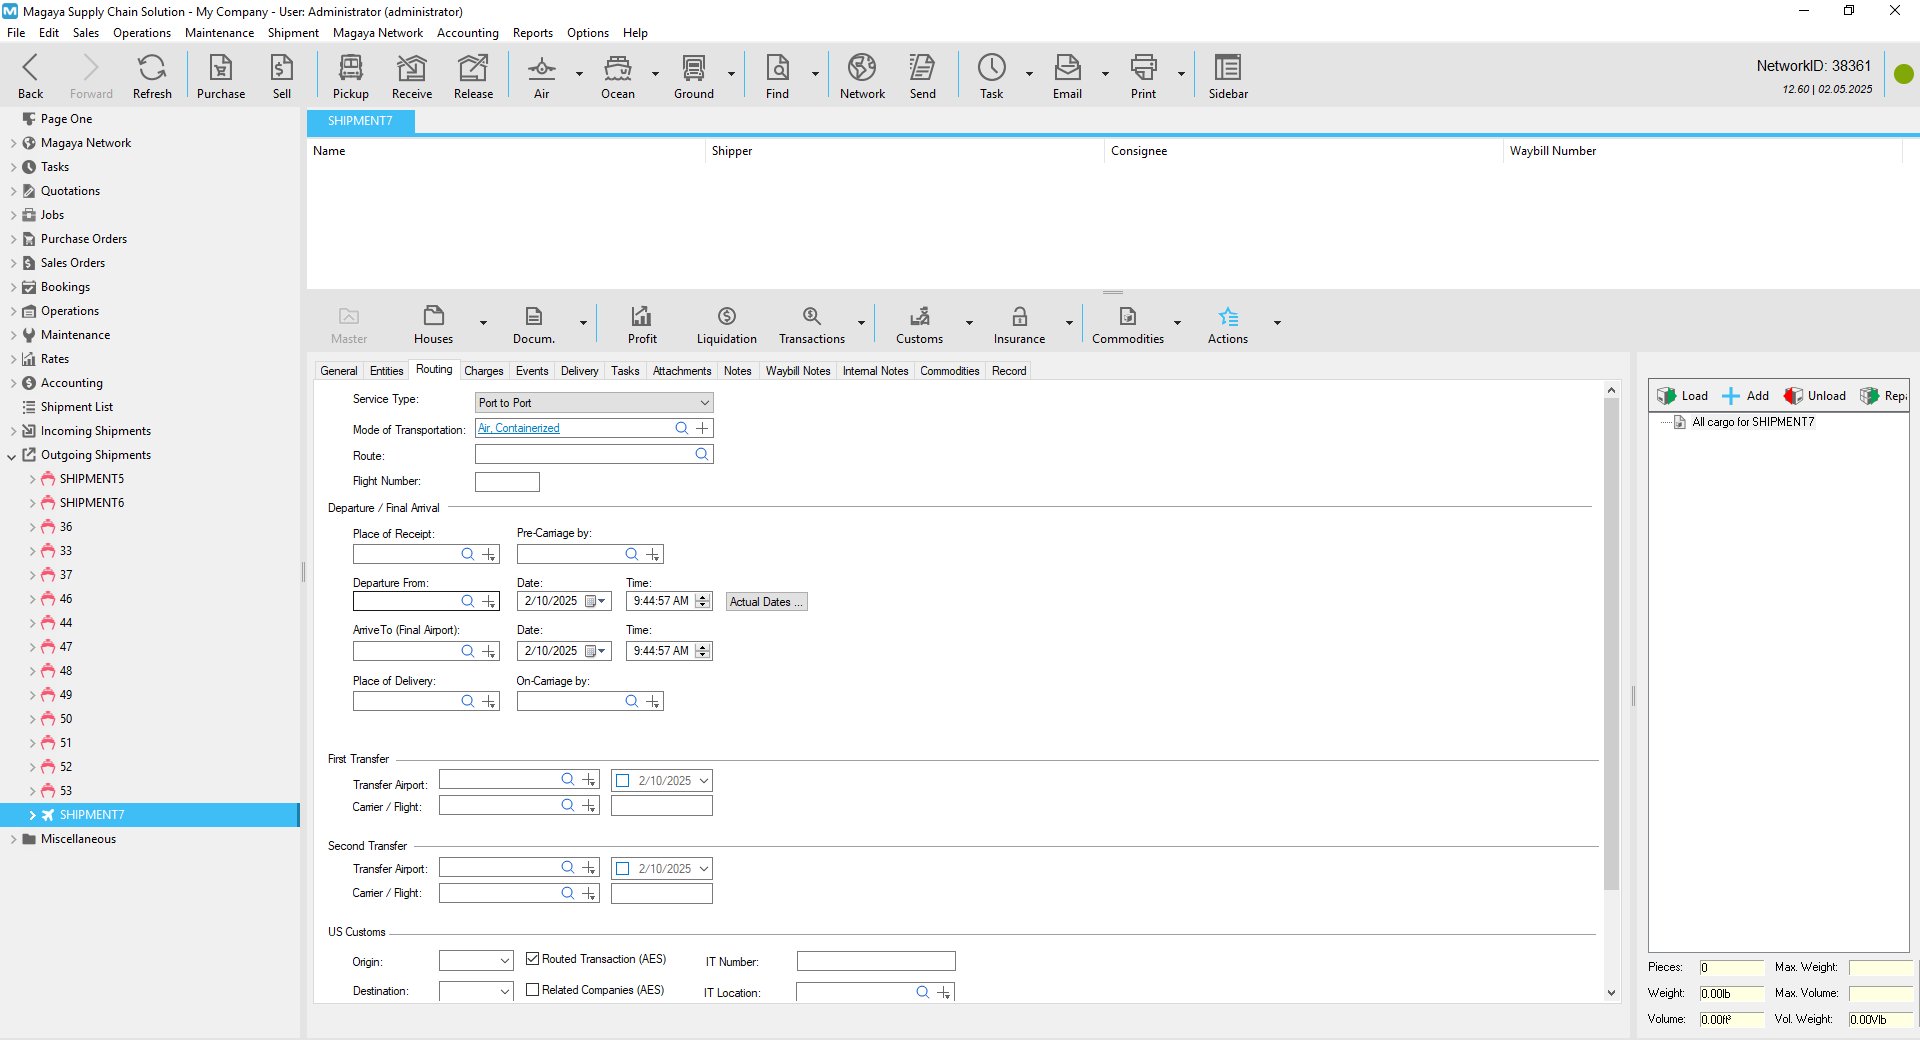 Magaya Supply Chain Solution - My Company - User: Administrator (administrator)
File Edit Sales Operations Maintenance Shipment Magaya Network Accounting Reports Options Help
Back Forward Refresh Purchase Sell Pickup Receive Release Air Ocean Ground Find Network Send Task Email Print Sidebar
NetworkID: 38361
12.60 | 02.05.2025
Page One
Magaya Network
Tasks
Quotations
Jobs
Purchase Orders
Sales Orders
Bookings
Operations
Maintenance
Rates
Accounting
Shipment List
Incoming Shipments
Outgoing Shipments
SHIPMENT5
SHIPMENT6
36
33
37
46
44
47
48
49
50
51
52
53
SHIPMENT7
Miscellaneous
SHIPMENT7
Name Shipper Consignee Waybill Number
Master Houses Docum. Profit Liquidation Transactions Customs Insurance Commodities Actions
General Entities Routing Charges Events Delivery Tasks Attachments Notes Waybill Notes Internal Notes Commodities Record
Service Type: Port to Port
Mode of Transportation: Air, Containerized
Route:
Flight Number:
Departure / Final Arrival
Place of Receipt: Pre-Carriage by:
Departure From: Date: Time:
2/10/2025 9:44:57 AM Actual Dates ...
Arrive To (Final Airport): Date: Time:
2/10/2025 9:44:57 AM
Place of Delivery: On-Carriage by:
First Transfer
Transfer Airport: 2/10/2025
Carrier / Flight:
Second Transfer
Transfer Airport: 2/10/2025
Carrier / Flight:
US Customs
Origin: Routed Transaction (AES) IT Number:
Destination: Related Companies (AES) IT Location:
Load Add Unload Repa
All cargo for SHIPMENT7
Pieces: 0 Max. Weight:
Weight: 0.00lb Max. Volume:
Volume: 0.00ft³ Vol. Weight: 0.00Vlb